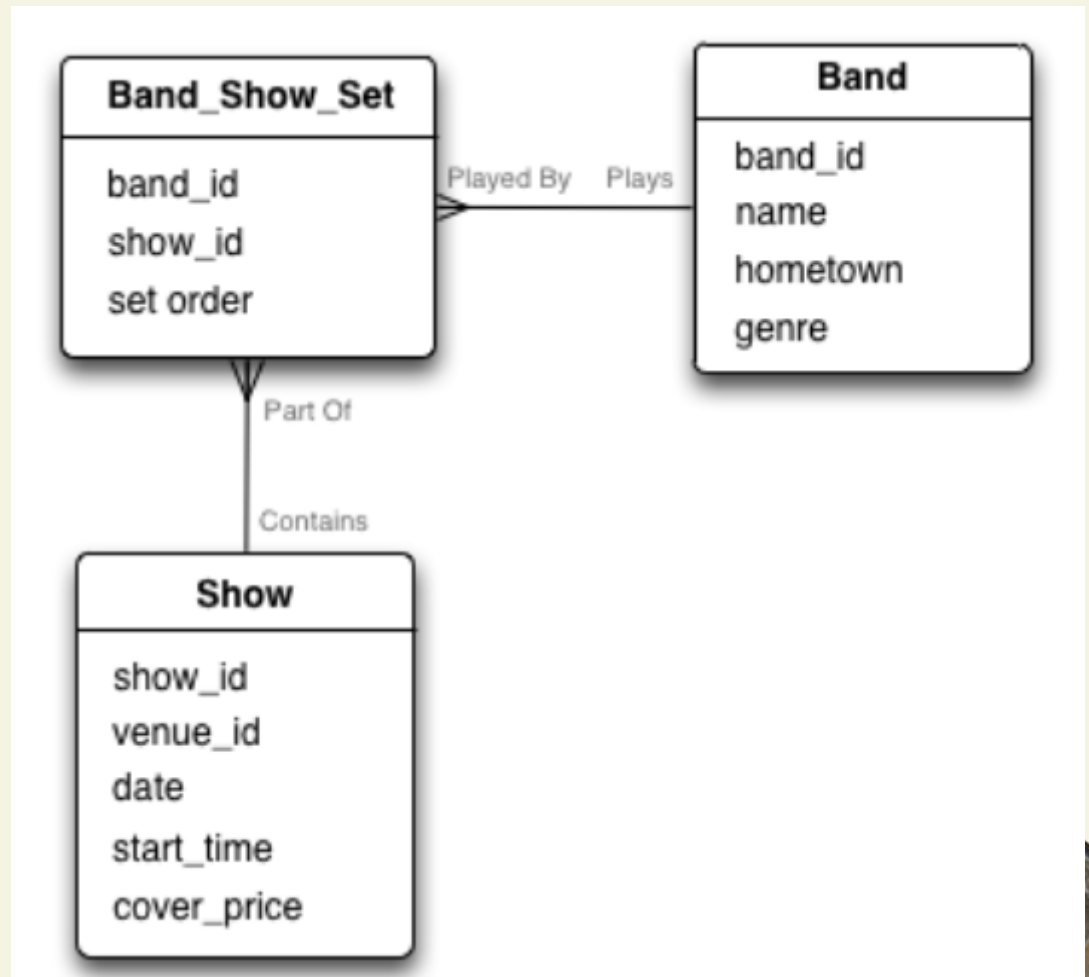 Band_Show_Set
band_id
show_id
set order
Played By Plays
Band
band_id
name
hometown
genre
Part Of
Contains
Show
show_id
venue_id
date
start_time
cover_price